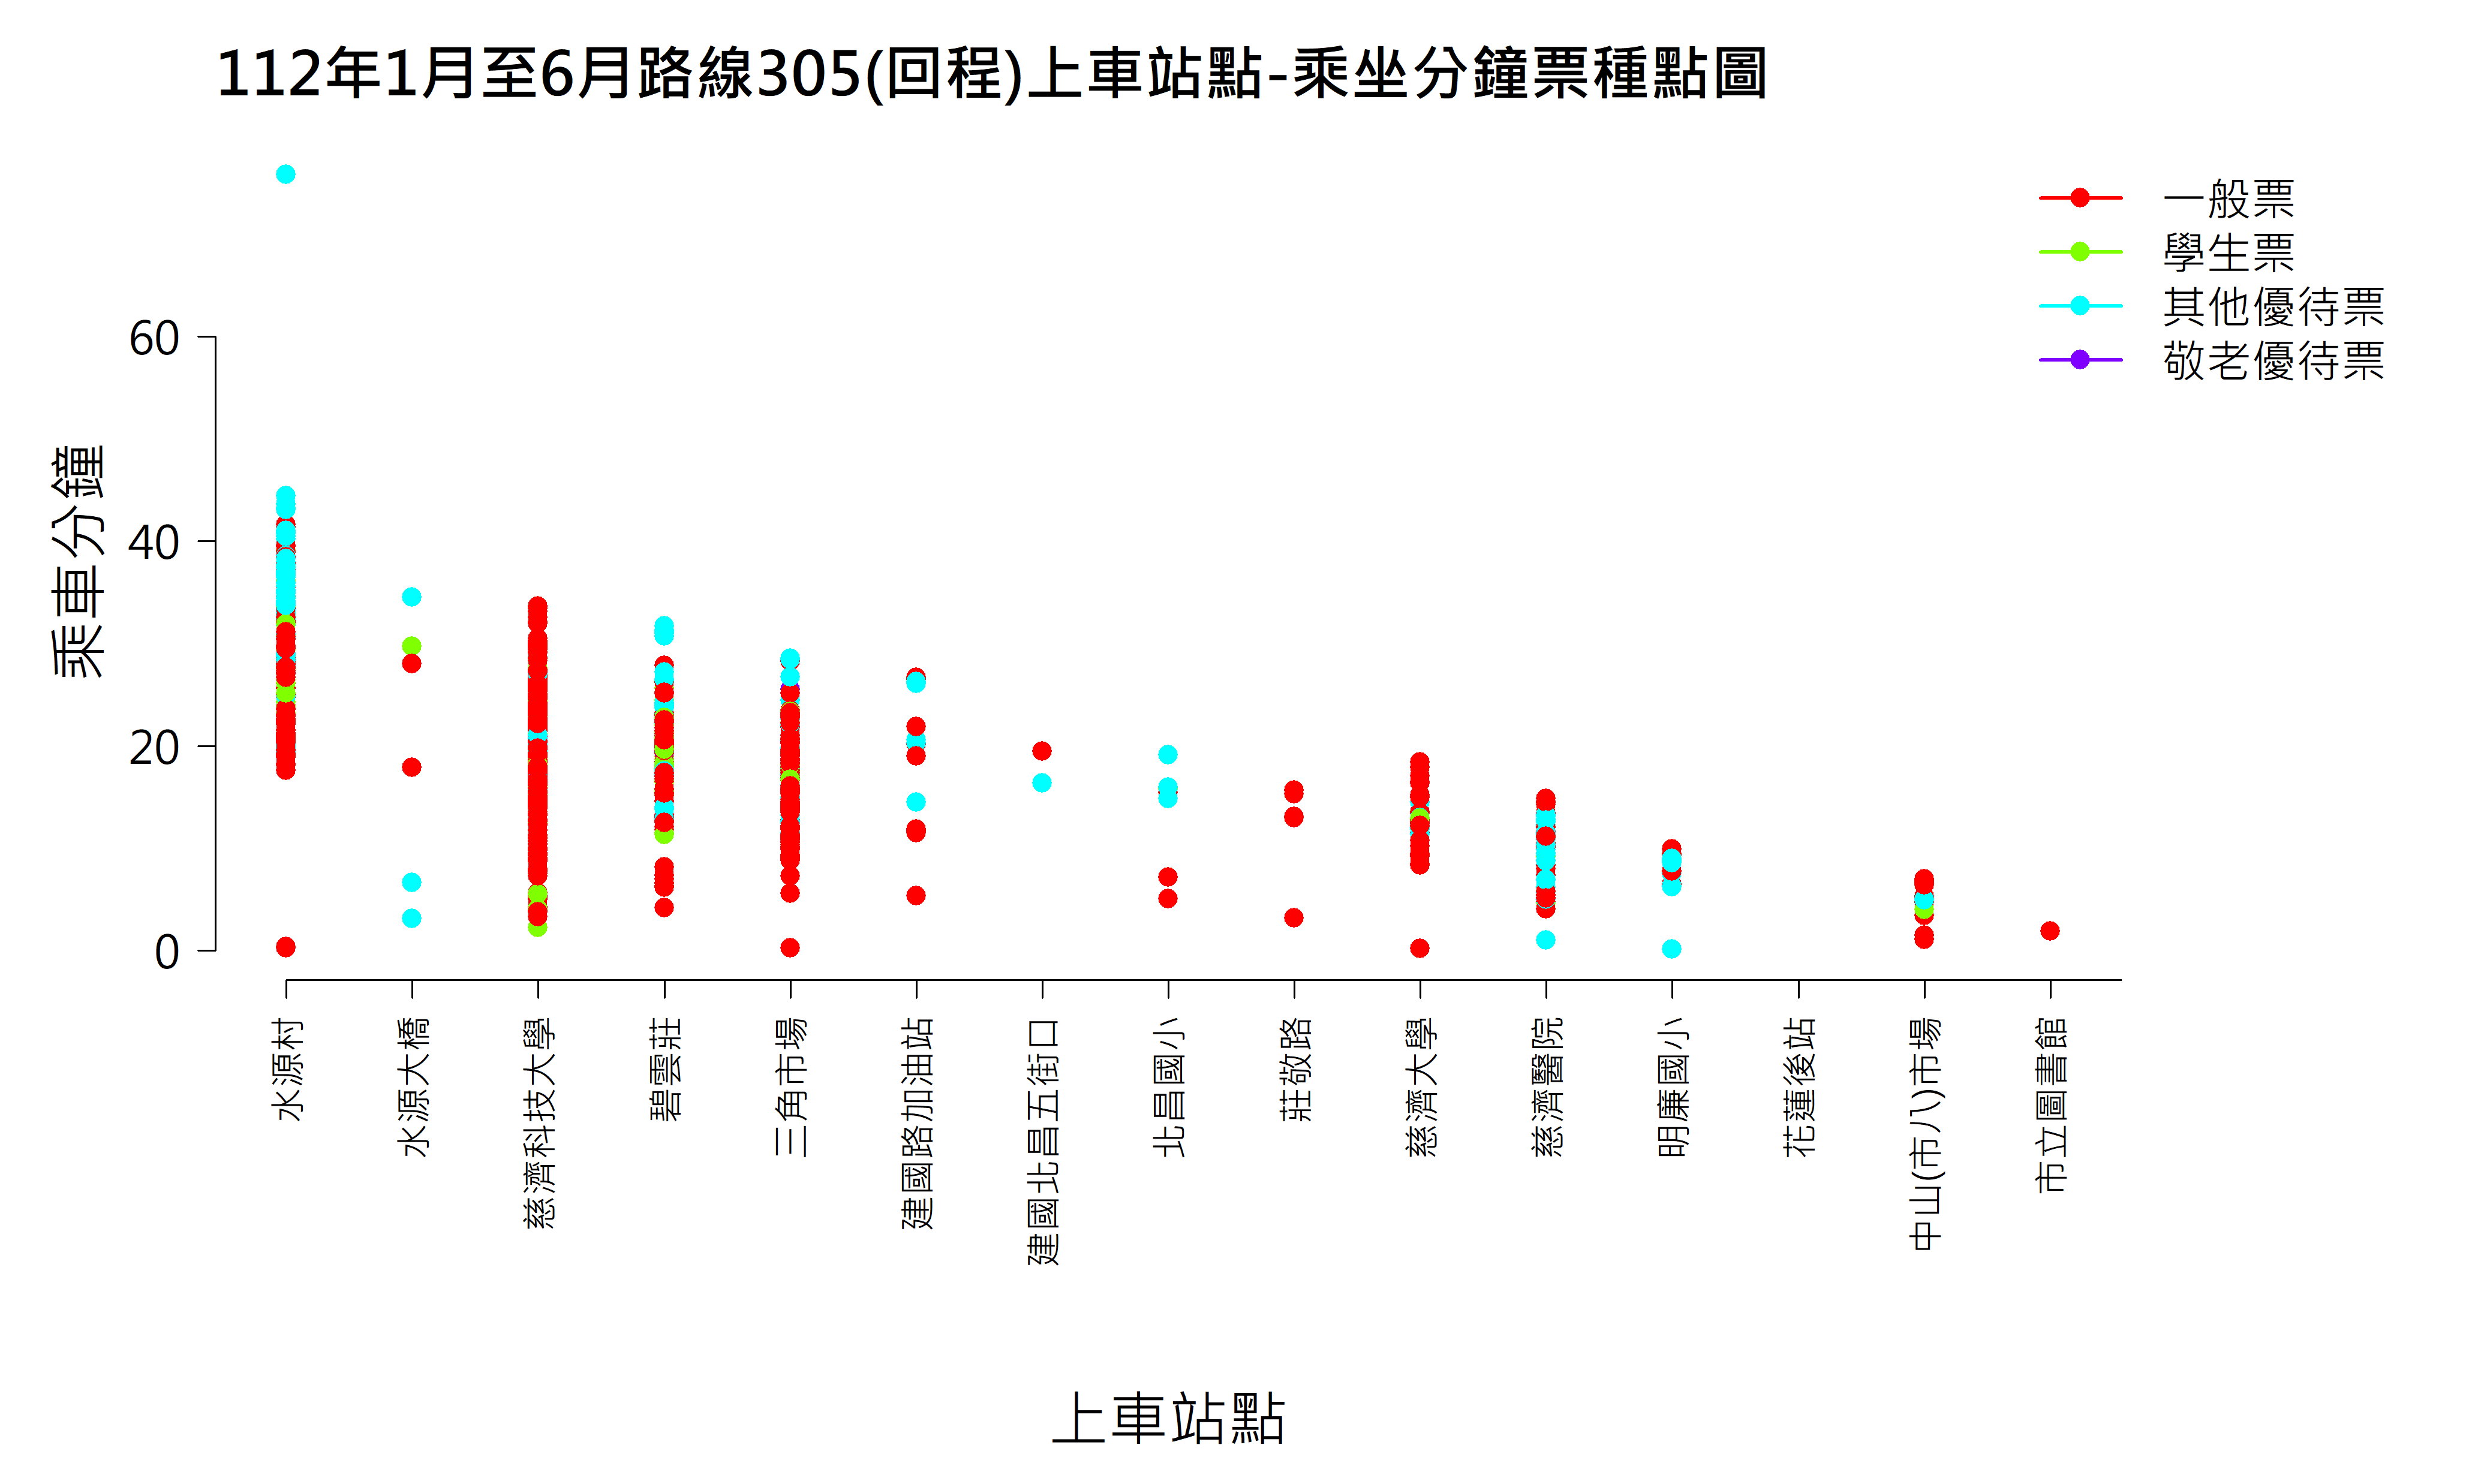 112年1月至6月路線305(回程)上車站點-乘坐分鐘票種點圖
一般票
學生票
其他優待票
敬老優待票
乘車分鐘
60
40
20
0
水源村
水源大橋
慈濟科技大學
碧雲莊
三角市場
建國路加油站
建國北昌五街口
北昌國小
莊敬路
慈濟大學
慈濟醫院
明廉國小
花蓮後站
中山(市八)市場
市立圖書館
上車站點